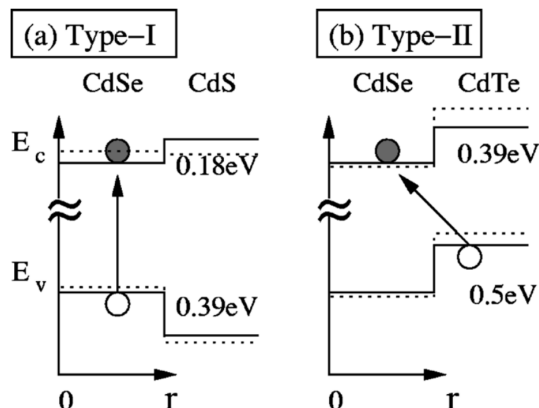 (a) Type−I
(b) Type−II
CdSe CdS
CdSe CdTe
E c
0.18eV
0.39eV
E v
0.39eV
0.5eV
0 r
0 r